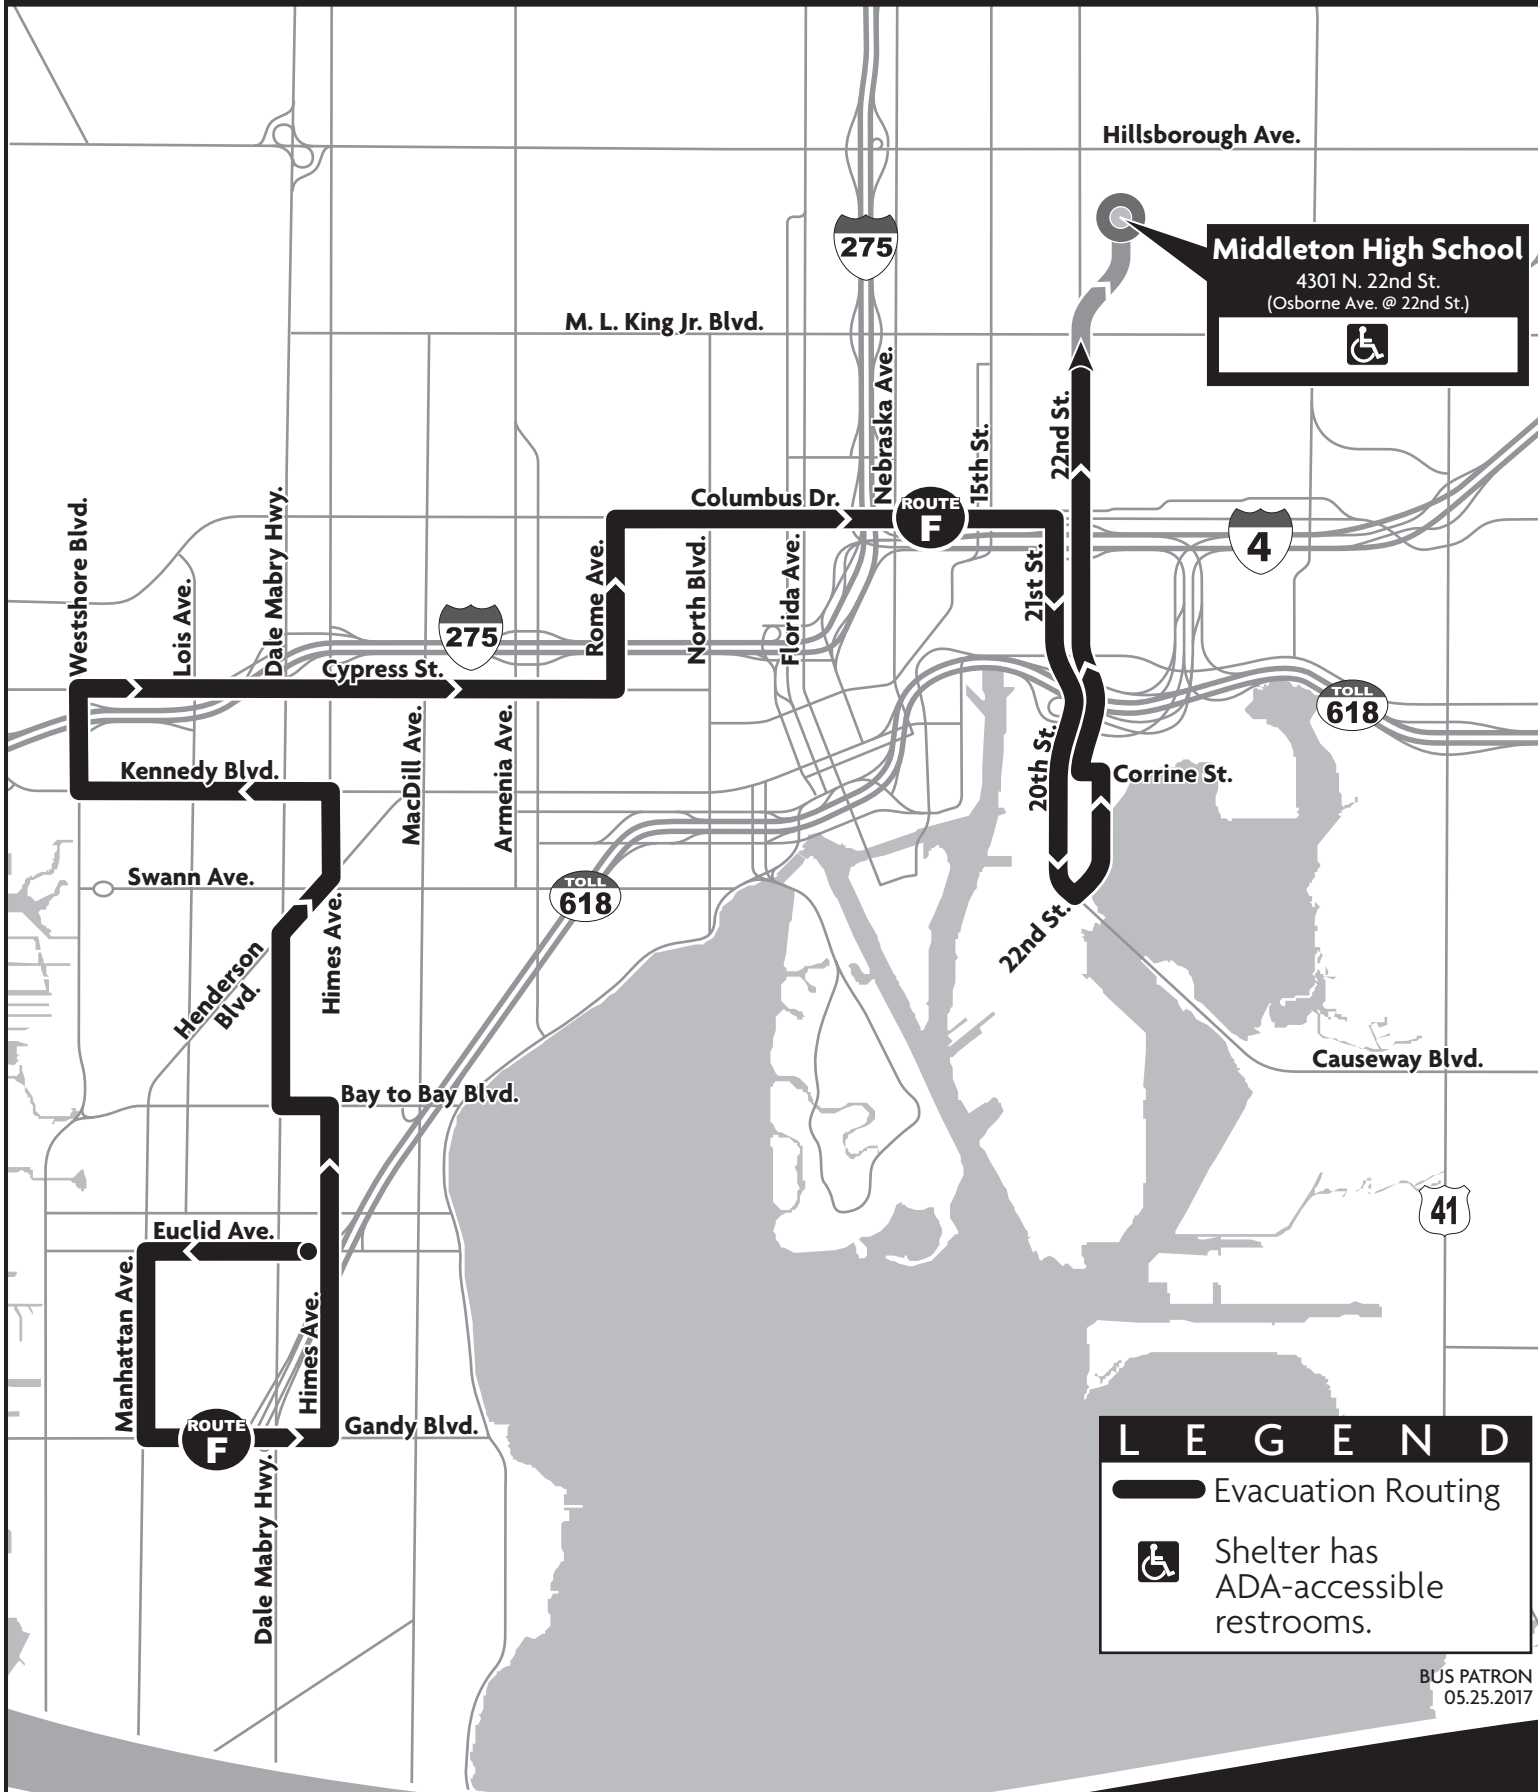 Hillsborough Ave.
275
Middleton High School
4301 N. 22nd St.
(Osborne Ave. @ 22nd St.)
M. L. King Jr. Blvd.
Nebraska Ave.
15th St.
22nd St.
Columbus Dr.
ROUTE
F
4
Westshore Blvd.
Lois Ave.
Dale Mabry Hwy.
275
Cypress St.
Rome Ave.
North Blvd.
Florida Ave.
21st St.
TOLL
618
Kennedy Blvd.
MacDill Ave.
Armenia Ave.
20th St.
Corrine St.
Swann Ave.
TOLL
618
Himes Ave.
Henderson
Blvd.
22nd St.
Causeway Blvd.
Bay to Bay Blvd.
41
Euclid Ave.
Manhattan Ave.
Himes Ave.
ROUTE
F
Gandy Blvd.
Dale Mabry Hwy.
LEGEND
Evacuation Routing
Shelter has
ADA-accessible
restrooms.
BUS PATRON
05.25.2017